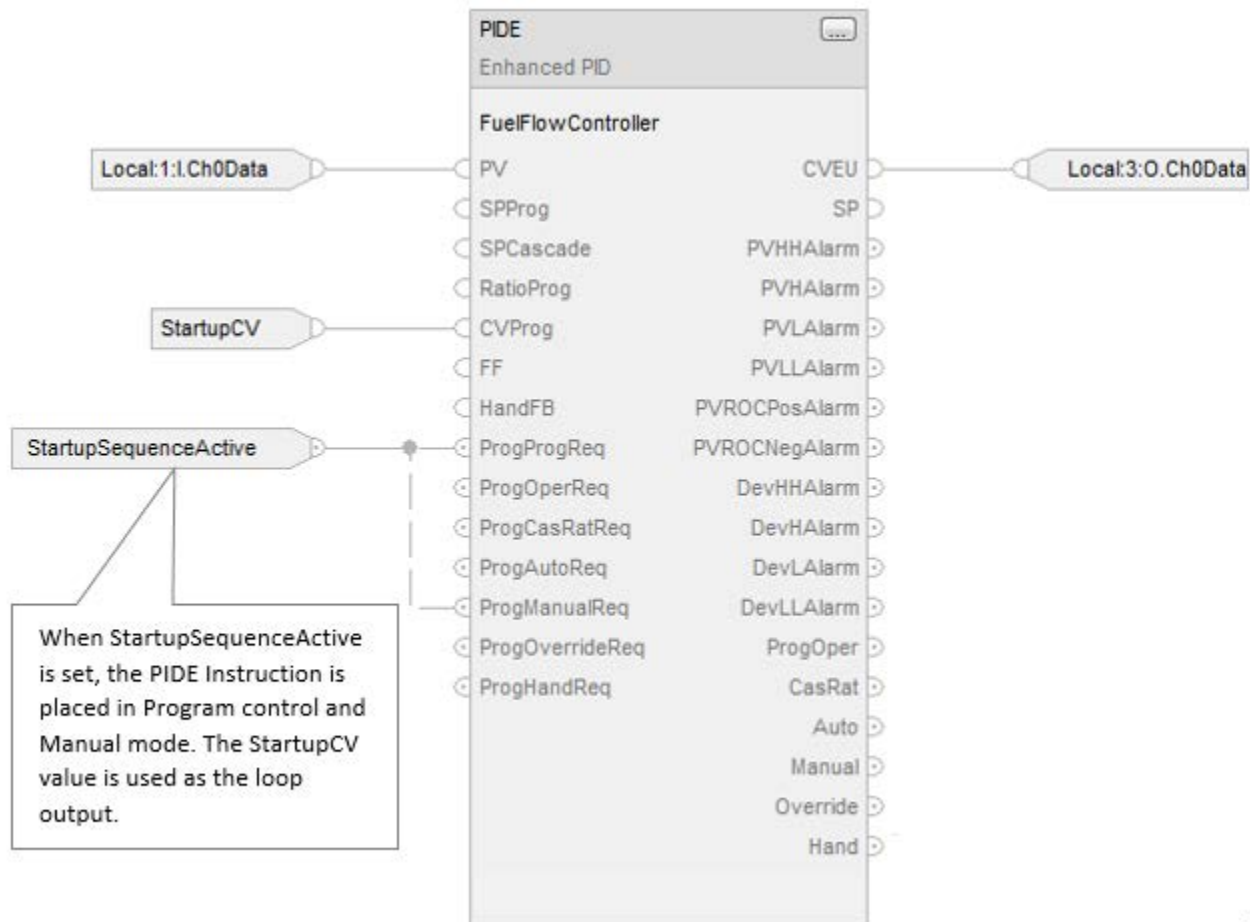 PIDE
...
Enhanced PID
FuelFlowController
Local:1:I.Ch0Data
PV
CVEU
Local:3:O.Ch0Data
SPProg
SP
SPCascade
PVHHAlarm
RatioProg
PVHAlarm
StartupCV
CVProg
PVLAlarm
FF
PVLLAlarm
HandFB
PVROCPosAlarm
StartupSequenceActive
ProgProgReq
PVROCNegAlarm
ProgOperReq
DevHHAlarm
ProgCasRatReq
DevHAlarm
ProgAutoReq
DevLAlarm
ProgManualReq
DevLLAlarm
ProgOverrideReq
ProgOper
ProgHandReq
CasRat
Auto
Manual
Override
Hand
When StartupSequenceActive
is set, the PIDE Instruction is
placed in Program control and
Manual mode. The StartupCV
value is used as the loop
output.